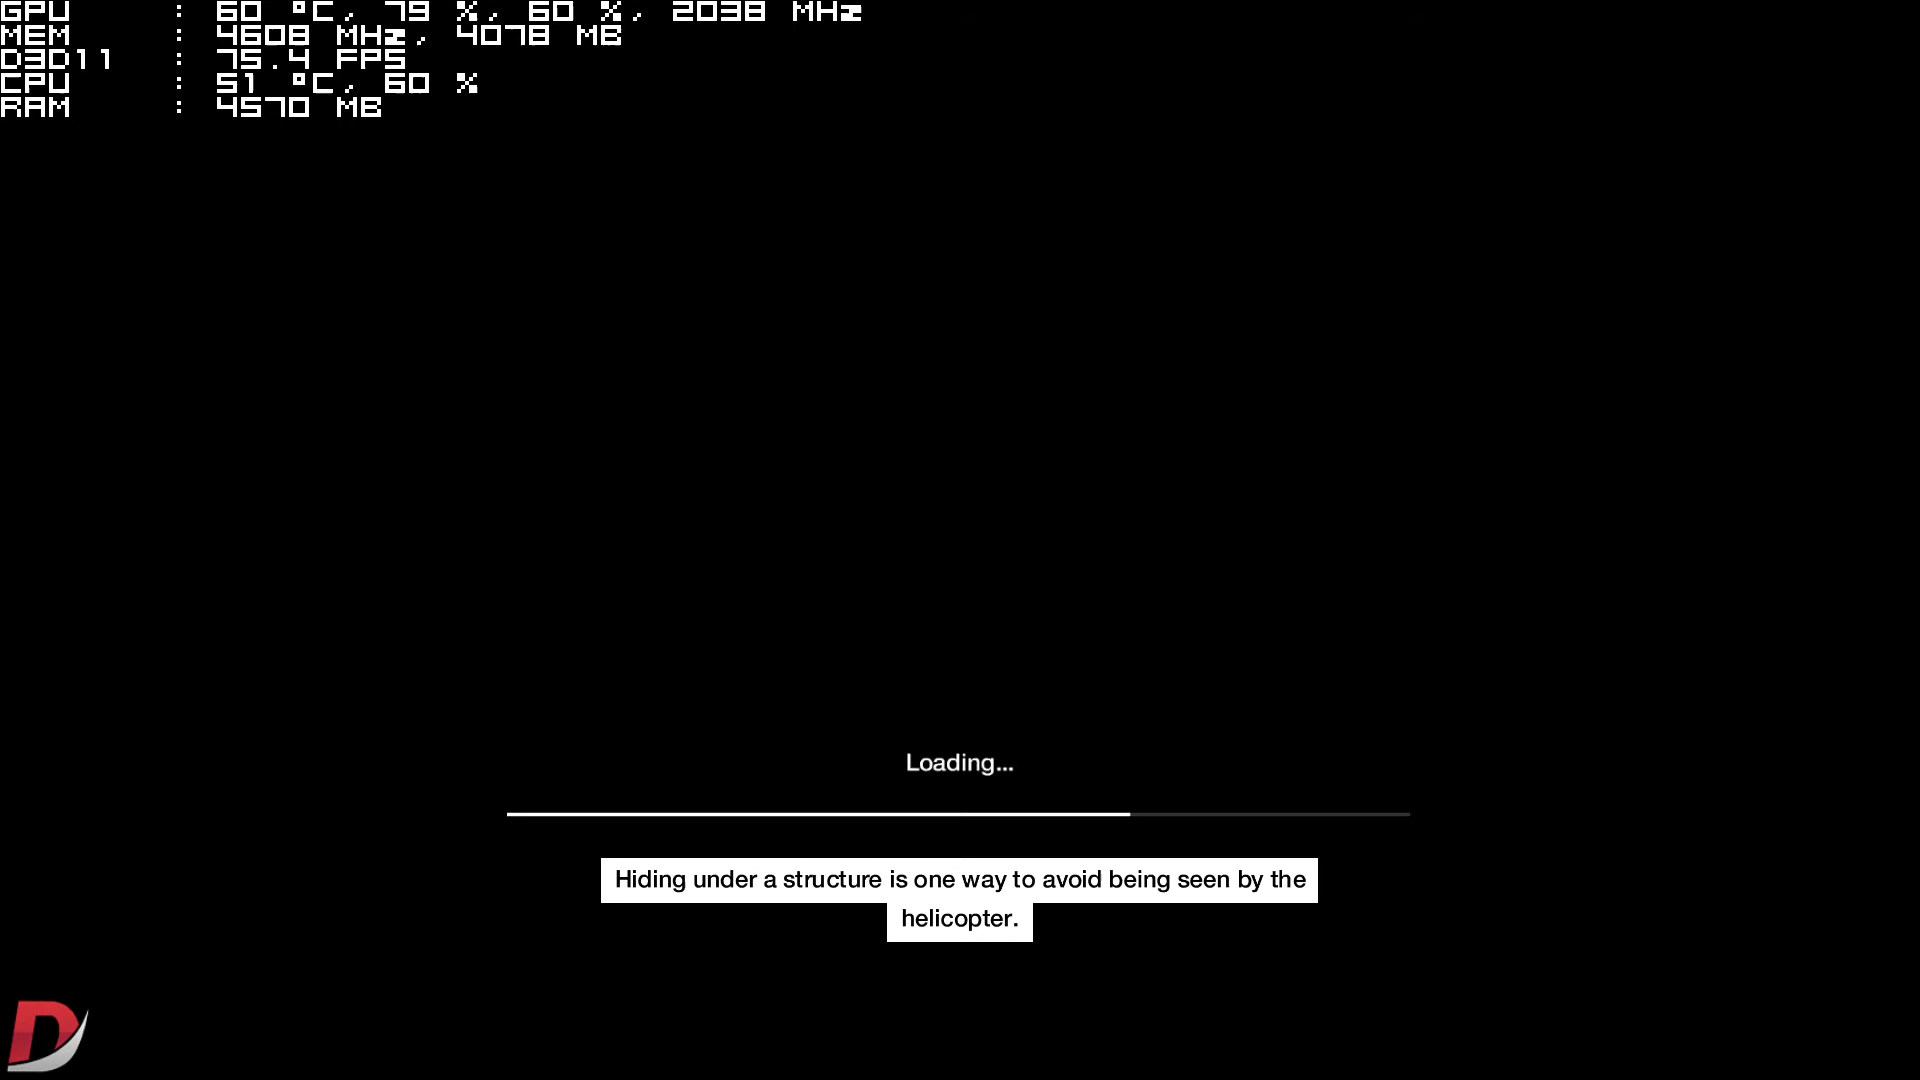 GPU : 60 °C, 79 %, 60 %, 2038 MHz
MEM : 4608 MHz, 4078 MB
D3D11 : 75.4 FPS
CPU : 51 °C, 60 %
RAM : 4570 MB
Loading...
Hiding under a structure is one way to avoid being seen by the
helicopter.
D